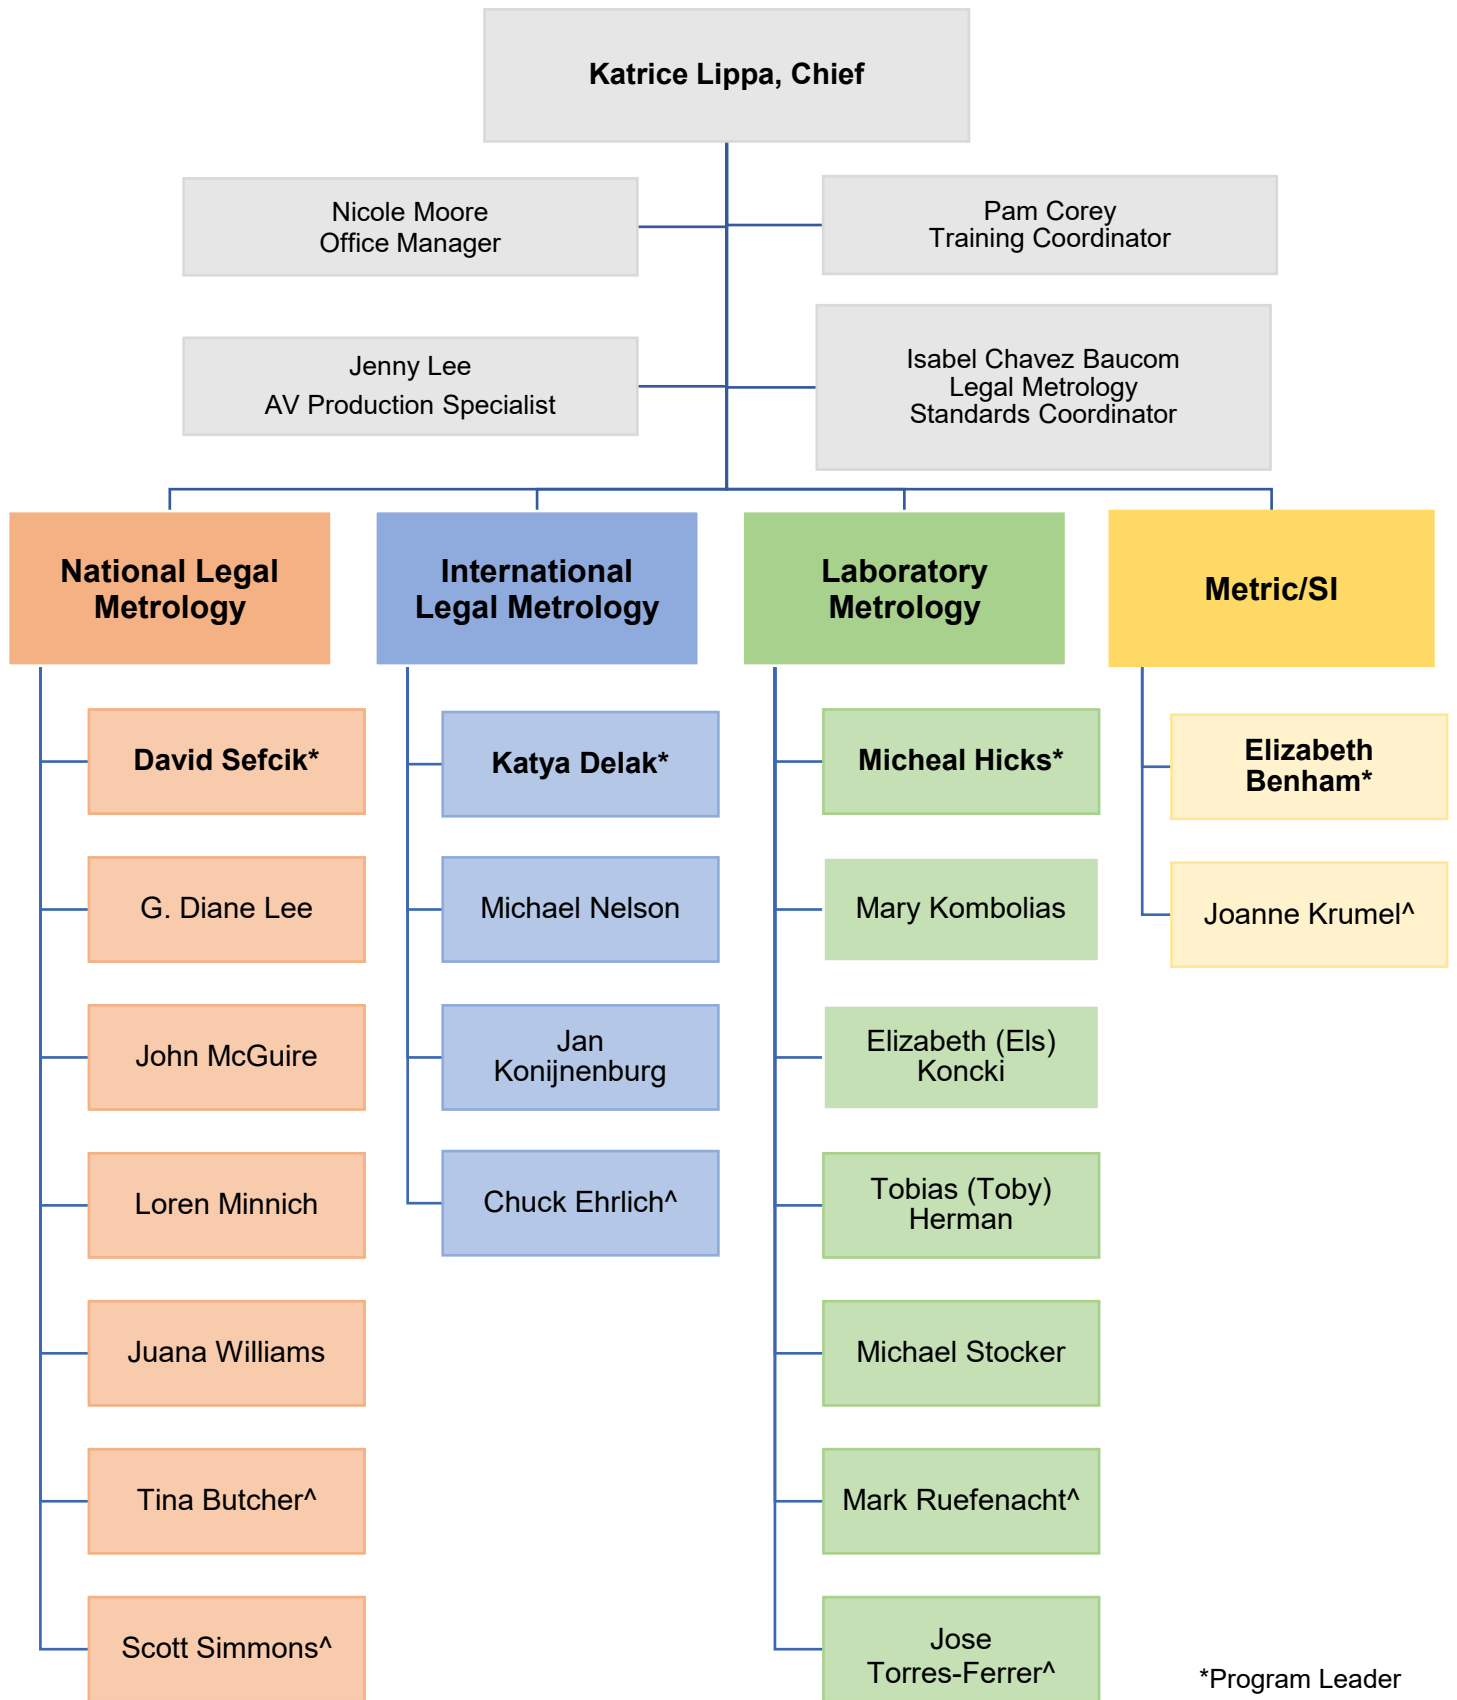 Katrice Lippa, Chief
Nicole Moore
Office Manager
Pam Corey
Training Coordinator
Jenny Lee
AV Production Specialist
Isabel Chavez Baucom
Legal Metrology
Standards Coordinator
National Legal
Metrology
International
Legal Metrology
Laboratory
Metrology
Metric/SI
David Sefcik*
G. Diane Lee
John McGuire
Loren Minnich
Juana Williams
Tina Butcher^
Scott Simmons^
Katya Delak*
Michael Nelson
Jan
Konijnenburg
Chuck Ehrlich^
Micheal Hicks*
Mary Kombolias
Elizabeth (Els)
Koncki
Tobias (Toby)
Herman
Michael Stocker
Mark Ruefenacht^
Jose
Torres-Ferrer^
Elizabeth
Benham*
Joanne Krumel^
*Program Leader